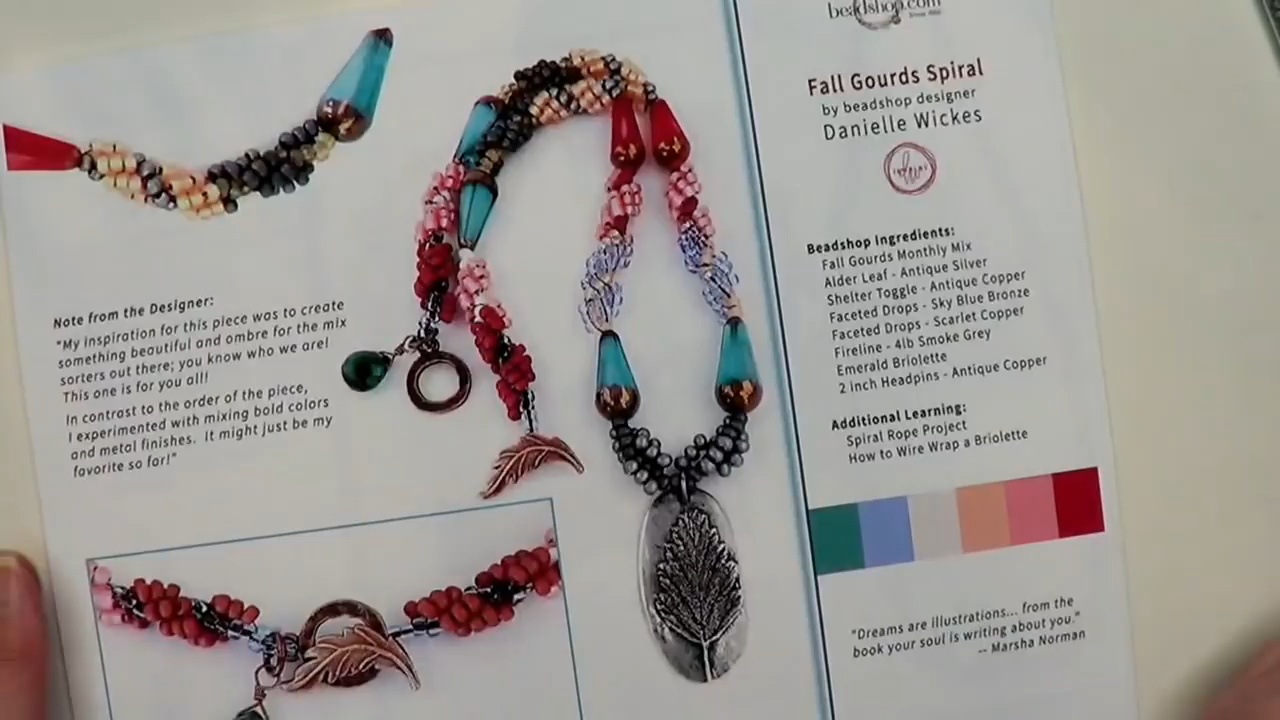 Note from the Designer:
"My inspiration for this piece was to create
something beautiful and ombre for the mix
sorters out there; you know who we are!
This one is for you all!
In contrast to the order of the piece,
I experimented with mixing bold colors
and metal finishes. It might just be my
favorite so far!"
beadshop.com
Fall Gourds Spiral
by beadshop designer
Danielle Wickes
Beadshop Ingredients:
Fall Gourds Monthly Mix
Alder Leaf - Antique Silver
Shelter Toggle - Antique Copper
Faceted Drops - Sky Blue Bronze
Faceted Drops - Scarlet Copper
Fireline - 4lb Smoke Grey
Emerald Briolette
2 inch Headpins - Antique Copper
Additional Learning:
Spiral Rope Project
How to Wire Wrap a Briolette
"Dreams are illustrations... from the
book your soul is writing about you."
-- Marsha Norman